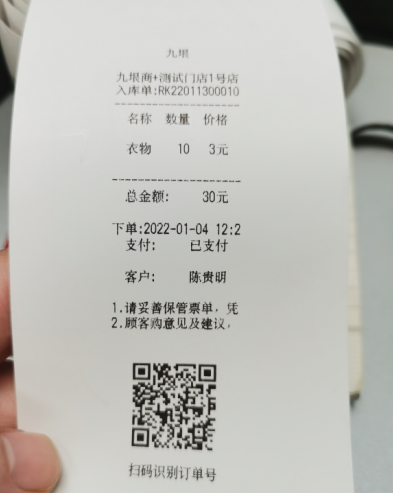 九垠
九垠商+测试门店1号店
入库单:RK22011300010
名称 数量 价格
衣物 10 3元
总金额: 30元
下单:2022-01-04 12:2
支付: 已支付
客户: 陈贵明
1.请妥善保管票单，凭
2.顾客购意见及建议，
扫码识别订单号